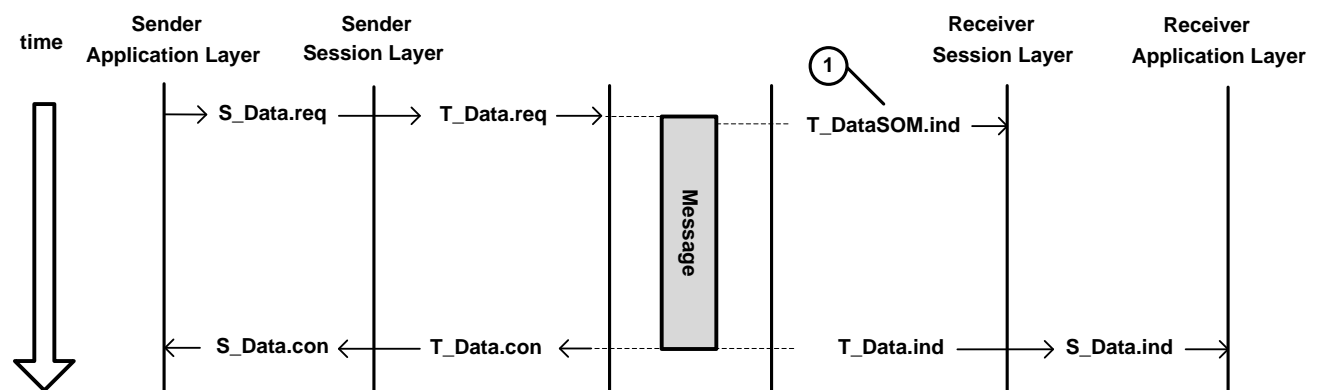 time
Sender
Application Layer
Sender
Session Layer
Receiver
Session Layer
Receiver
Application Layer
1
S_Data.req
T_Data.req
T_DataSOM.ind
Message
S_Data.con
T_Data.con
T_Data.ind
S_Data.ind